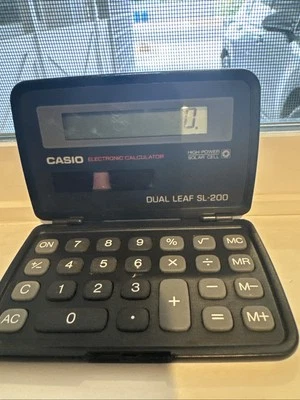 0.
CASIO ELECTRONIC CALCULATOR
HIGH POWER
SOLAR CELL
DUAL LEAF SL-200
ON 7 8 9 % √ MC
+/- 4 5 6 × ÷ MR
C 1 2 3 + − M−
AC 0 · = M+